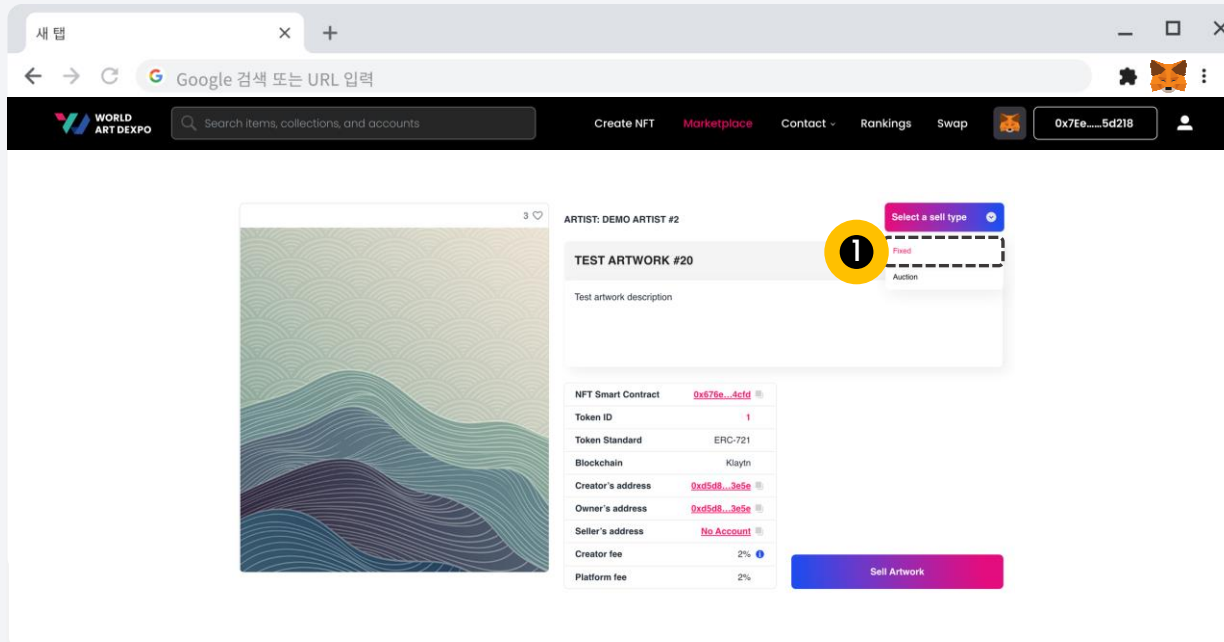 새 탭
Google 검색 또는 URL 입력
WORLD
ART DEXPO
Search items, collections, and accounts
Create NFT
Marketplace
Contact
Rankings
Swap
0x7Ee......5d218
3
ARTIST: DEMO ARTIST #2
Select a sell type
1
Fixed
Auction
TEST ARTWORK #20
Test artwork description
NFT Smart Contract 0x676e...4cfd
Token ID 1
Token Standard ERC-721
Blockchain Klaytn
Creator's address 0xd5d8...3e5e
Owner's address 0xd5d8...3e5e
Seller's address No Account
Creator fee 2%
Platform fee 2%
Sell Artwork